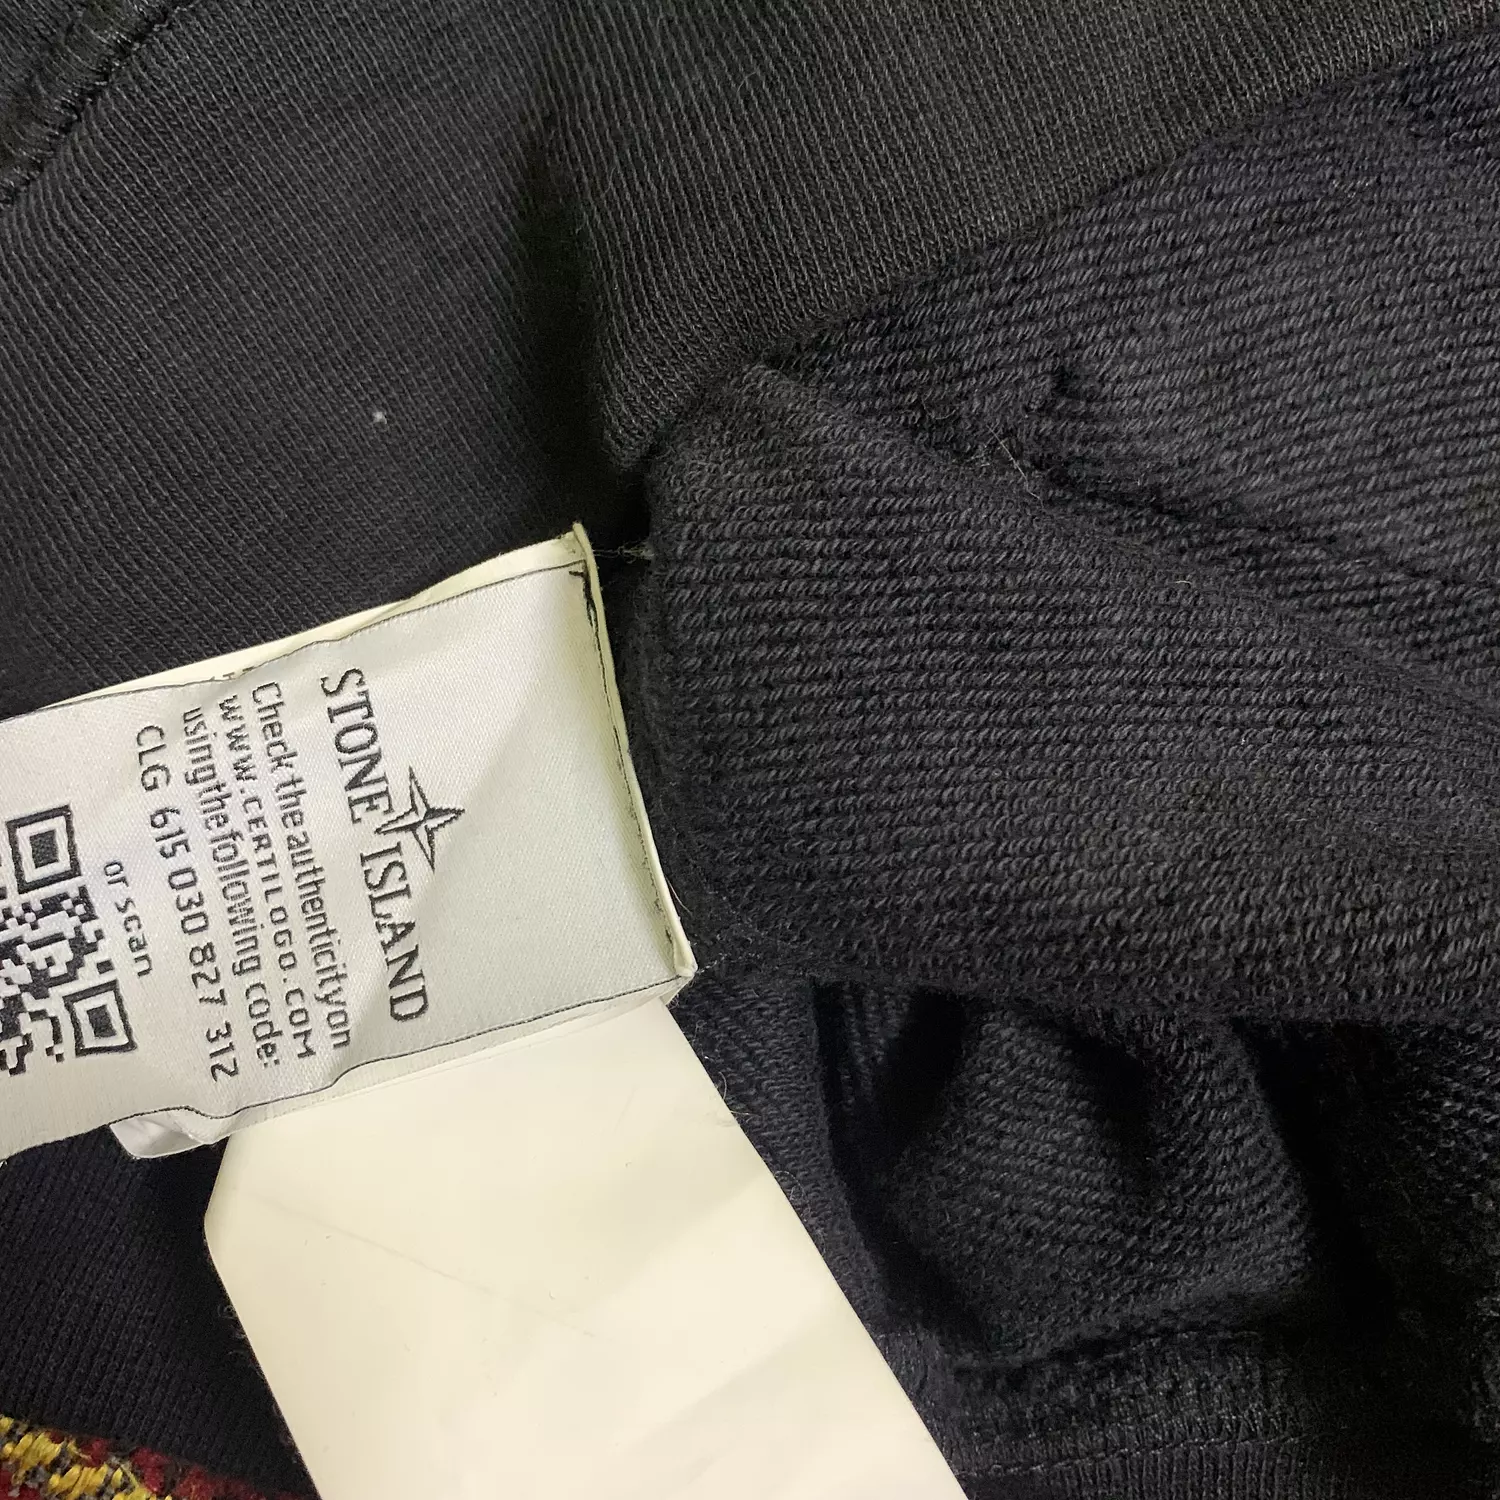 STONE ISLAND
Check the authenticity on
www.CERTILOGO.COM
using the following code:
CLG 615 030 827 312
or scan